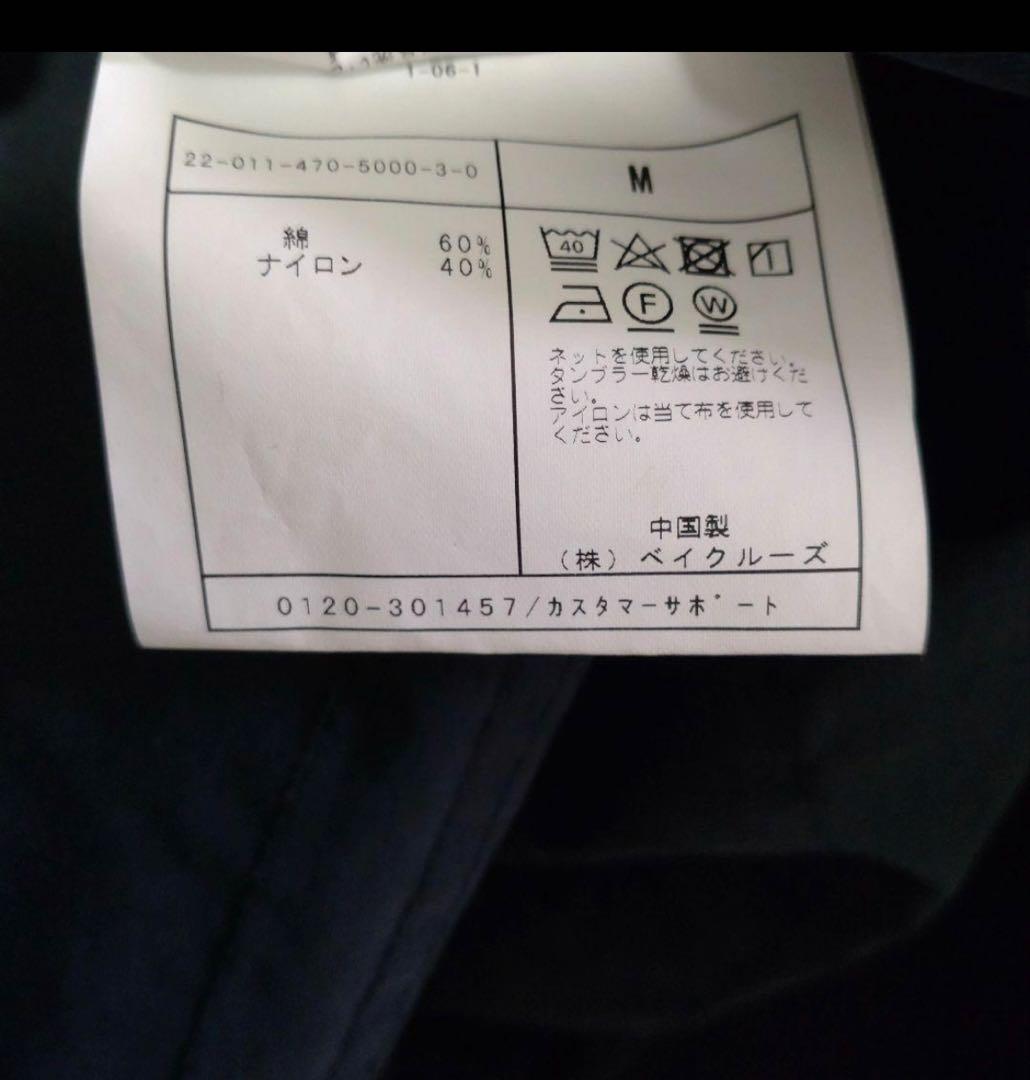 1-06-1
22-011-470-5000-3-0
M
綿 60%
ナイロン 40%
40
F W
ネットを使用してください。
タンブラー乾燥はお避けくだ
さい。
アイロンは当て布を使用して
ください。
中国製
(株) ベイクルーズ
0120-301457/カスタマーサポート